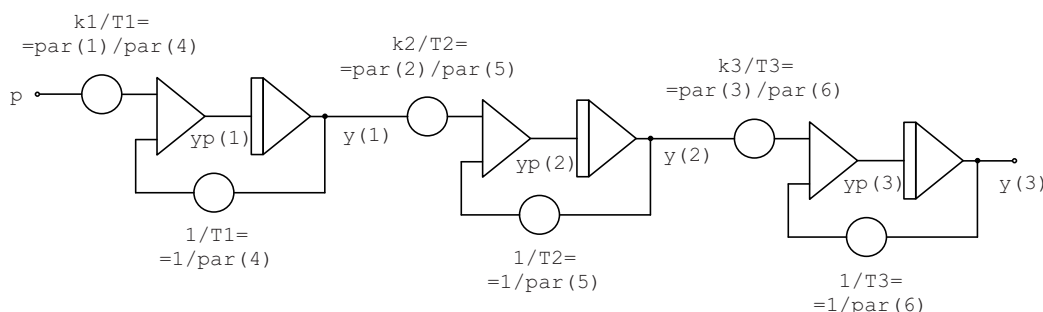 k1/T1=
=par(1)/par(4)
k2/T2=
=par(2)/par(5)
k3/T3=
=par(3)/par(6)
p
yp(1)
y(1)
yp(2)
y(2)
yp(3)
y(3)
1/T1=
=1/par(4)
1/T2=
=1/par(5)
1/T3=
=1/par(6)